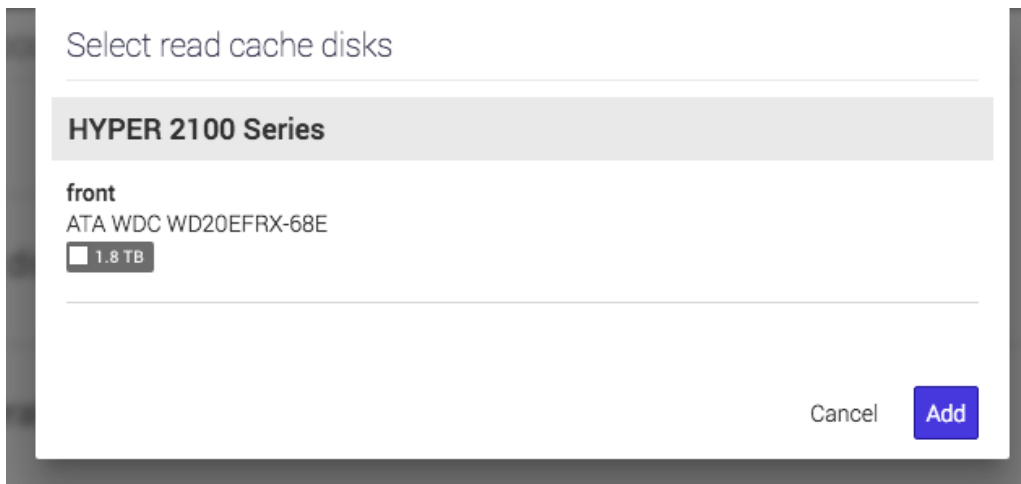 Select read cache disks
HYPER 2100 Series
front
ATA WDC WD20EFRX-68E
1.8 TB
Cancel
Add